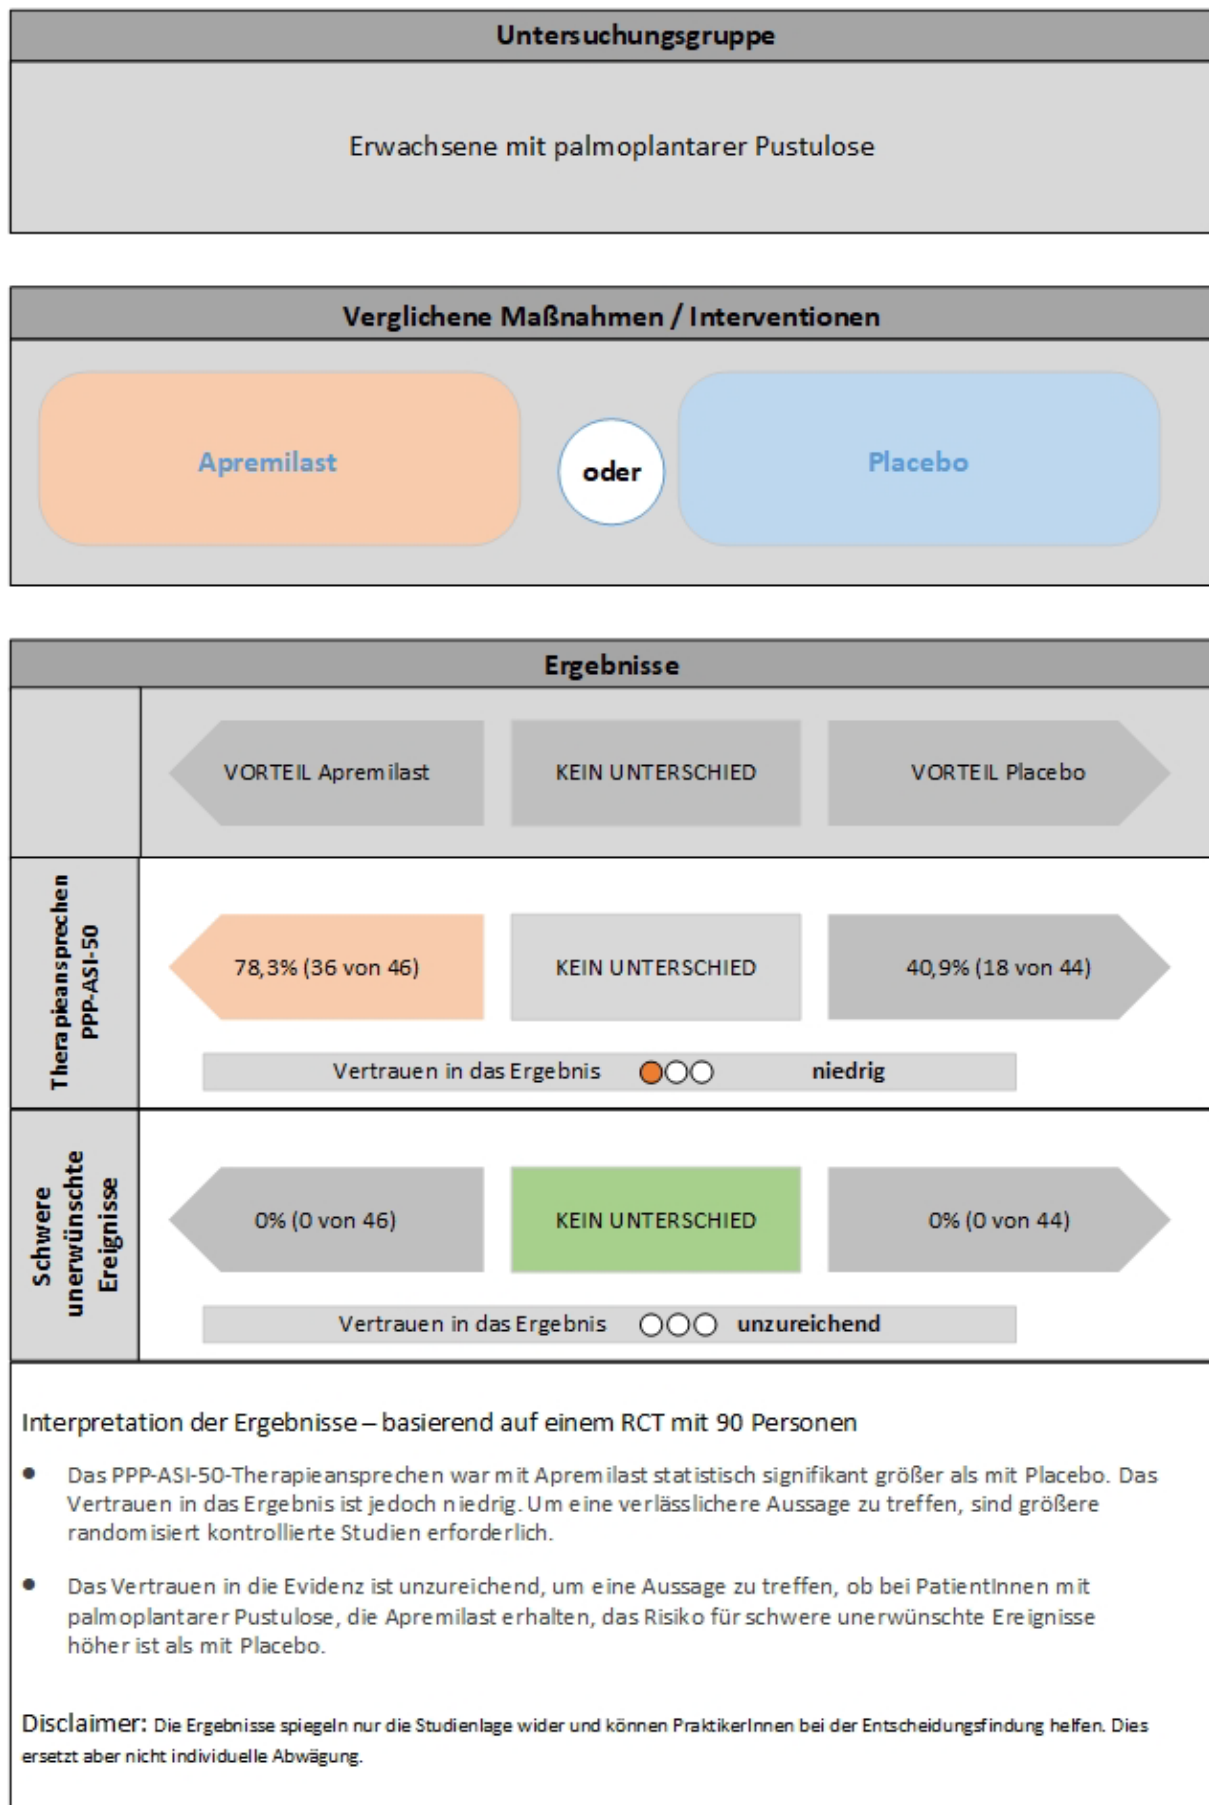 Untersuchungsgruppe
Erwachsene mit palmoplantarer Pustulose
Verglichene Maßnahmen / Interventionen
Apremilast
oder
Placebo
Ergebnisse
VORTEIL Apremilast
KEIN UNTERSCHIED
VORTEIL Placebo
Therapieansprechen
PPP-ASI-50
78,3% (36 von 46)
KEIN UNTERSCHIED
40,9% (18 von 44)
Vertrauen in das Ergebnis niedrig
Schwere
unerwünschte
Ereignisse
0% (0 von 46)
KEIN UNTERSCHIED
0% (0 von 44)
Vertrauen in das Ergebnis unzureichend
Interpretation der Ergebnisse – basierend auf einem RCT mit 90 Personen
• Das PPP-ASI-50-Therapieansprechen war mit Apremilast statistisch signifikant größer als mit Placebo. Das
Vertrauen in das Ergebnis ist jedoch niedrig. Um eine verlässlichere Aussage zu treffen, sind größere
randomisiert kontrollierte Studien erforderlich.
• Das Vertrauen in die Evidenz ist unzureichend, um eine Aussage zu treffen, ob bei PatientInnen mit
palmoplantarer Pustulose, die Apremilast erhalten, das Risiko für schwere unerwünschte Ereignisse
höher ist als mit Placebo.
Disclaimer: Die Ergebnisse spiegeln nur die Studienlage wider und können PraktikerInnen bei der Entscheidungsfindung helfen. Dies
ersetzt aber nicht individuelle Abwägung.